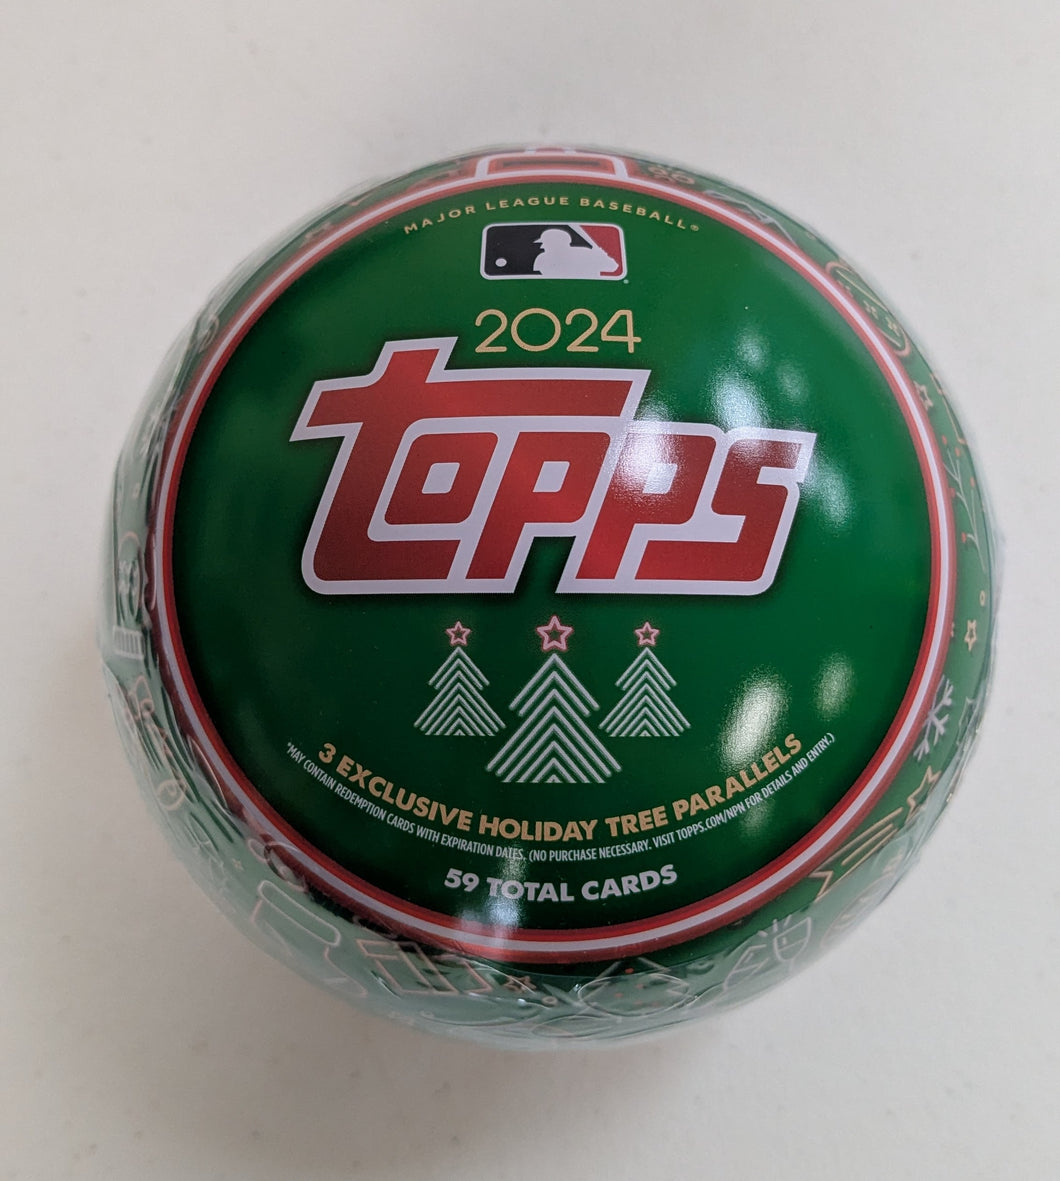 MAJOR LEAGUE BASEBALL®
2024
TOPPS
3 EXCLUSIVE HOLIDAY TREE PARALLELS
*MAY CONTAIN REDEMPTION CARDS WITH EXPIRATION DATES. (NO PURCHASE NECESSARY. VISIT TOPPS.COM/NPN FOR DETAILS AND ENTRY.)
59 TOTAL CARDS